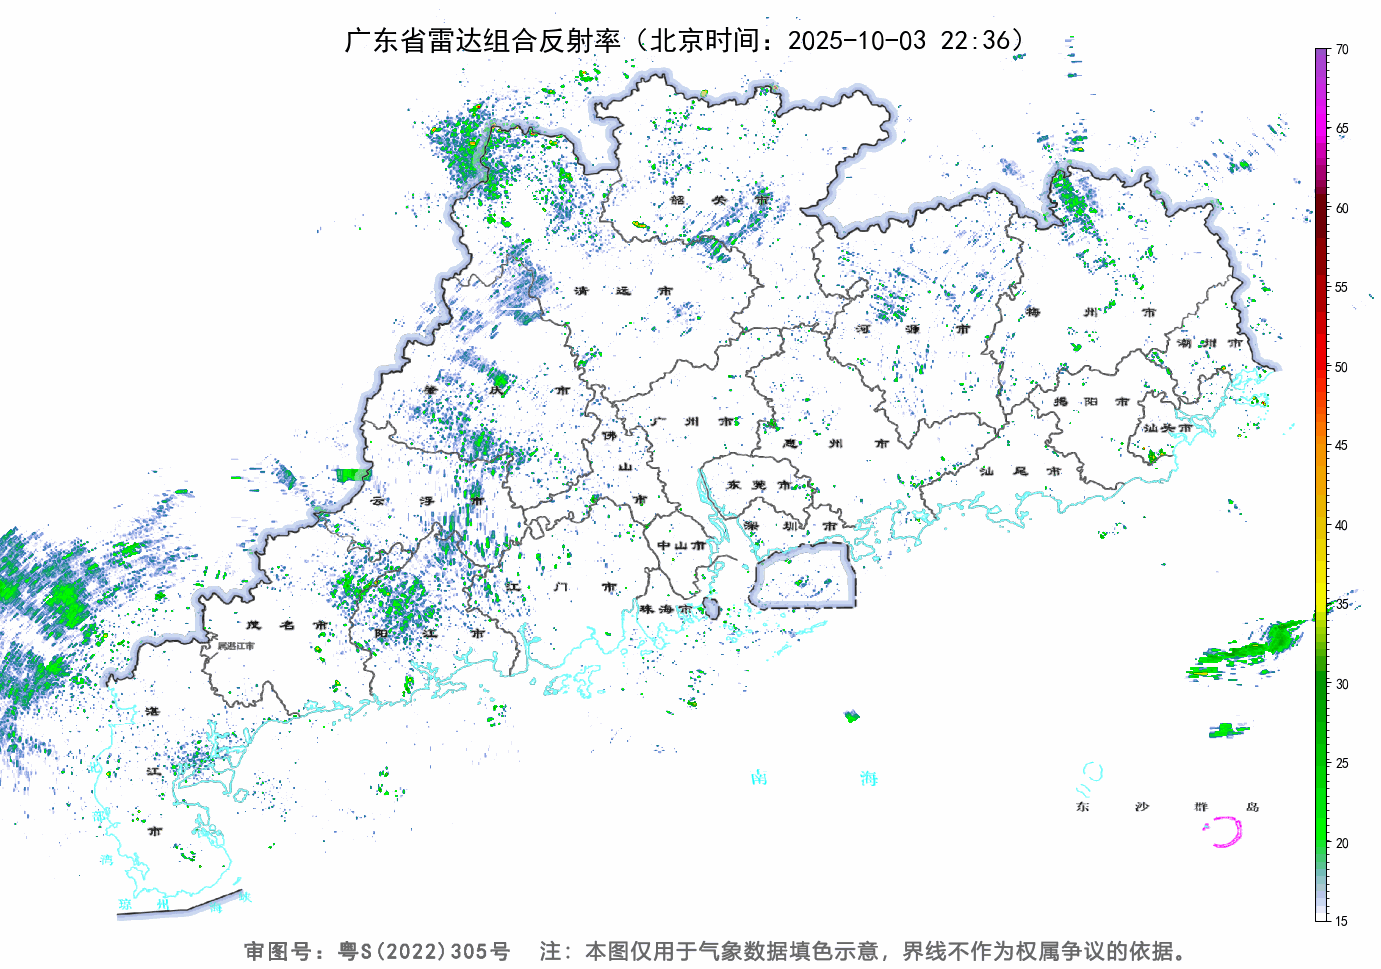 广东省雷达组合反射率（北京时间：2025-10-03 22:36）
70
65
60
55
50
45
40
35
30
25
20
15
韶 关 市
清 远 市
河 源 市
梅 州 市
潮 州 市
肇 庆 市
广 州 市
佛 山 市
惠 州 市
揭 阳 市
汕头市
汕 尾 市
东 莞 市
云 浮 市
深 圳 市
中山市
江 门 市
珠海市
茂 名 市
属湛江市
阳 江 市
湛 江 市
南 海
东 沙 群 岛
湾
琼 州 海 峡
审图号：粤S(2022)305号 注：本图仅用于气象数据填色示意，界线不作为权属争议的依据。